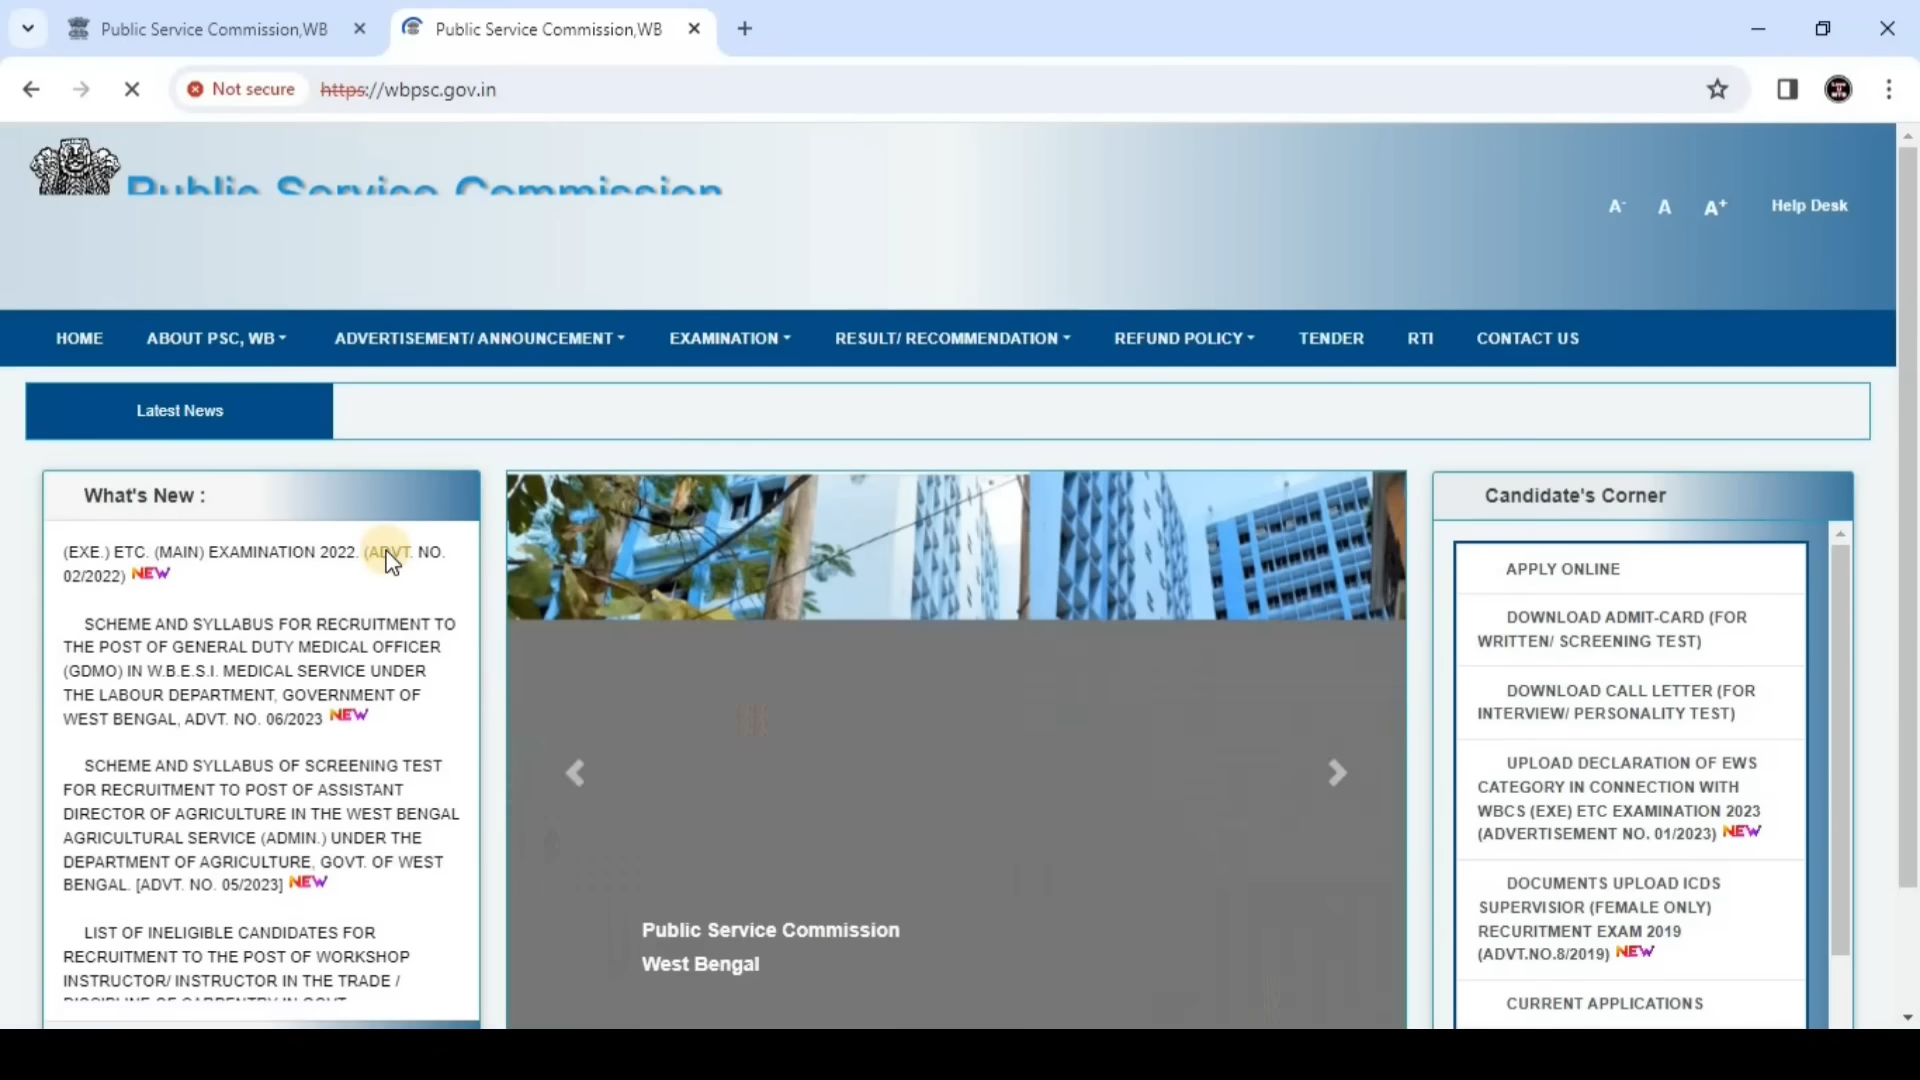 Public Service Commission,WB
Public Service Commission,WB
Not secure
https://wbpsc.gov.in
Public Service Commission
A- A A+ Help Desk
HOME ABOUT PSC, WB ADVERTISEMENT/ ANNOUNCEMENT EXAMINATION RESULT/ RECOMMENDATION REFUND POLICY TENDER RTI CONTACT US
Latest News
What's New :
(EXE.) ETC. (MAIN) EXAMINATION 2022. (ADVT. NO.
02/2022) NEW
SCHEME AND SYLLABUS FOR RECRUITMENT TO
THE POST OF GENERAL DUTY MEDICAL OFFICER
(GDMO) IN W.B.E.S.I. MEDICAL SERVICE UNDER
THE LABOUR DEPARTMENT, GOVERNMENT OF
WEST BENGAL, ADVT. NO. 06/2023 NEW
SCHEME AND SYLLABUS OF SCREENING TEST
FOR RECRUITMENT TO POST OF ASSISTANT
DIRECTOR OF AGRICULTURE IN THE WEST BENGAL
AGRICULTURAL SERVICE (ADMIN.) UNDER THE
DEPARTMENT OF AGRICULTURE, GOVT. OF WEST
BENGAL. [ADVT. NO. 05/2023] NEW
LIST OF INELIGIBLE CANDIDATES FOR
RECRUITMENT TO THE POST OF WORKSHOP
INSTRUCTOR/ INSTRUCTOR IN THE TRADE /
DISCIPLINE OF CARPENTRY IN GOVT.
Public Service Commission
West Bengal
Candidate's Corner
APPLY ONLINE
DOWNLOAD ADMIT-CARD (FOR
WRITTEN/ SCREENING TEST)
DOWNLOAD CALL LETTER (FOR
INTERVIEW/ PERSONALITY TEST)
UPLOAD DECLARATION OF EWS
CATEGORY IN CONNECTION WITH
WBCS (EXE) ETC EXAMINATION 2023
(ADVERTISEMENT NO. 01/2023) NEW
DOCUMENTS UPLOAD ICDS
SUPERVISIOR (FEMALE ONLY)
RECURITMENT EXAM 2019
(ADVT.NO.8/2019) NEW
CURRENT APPLICATIONS